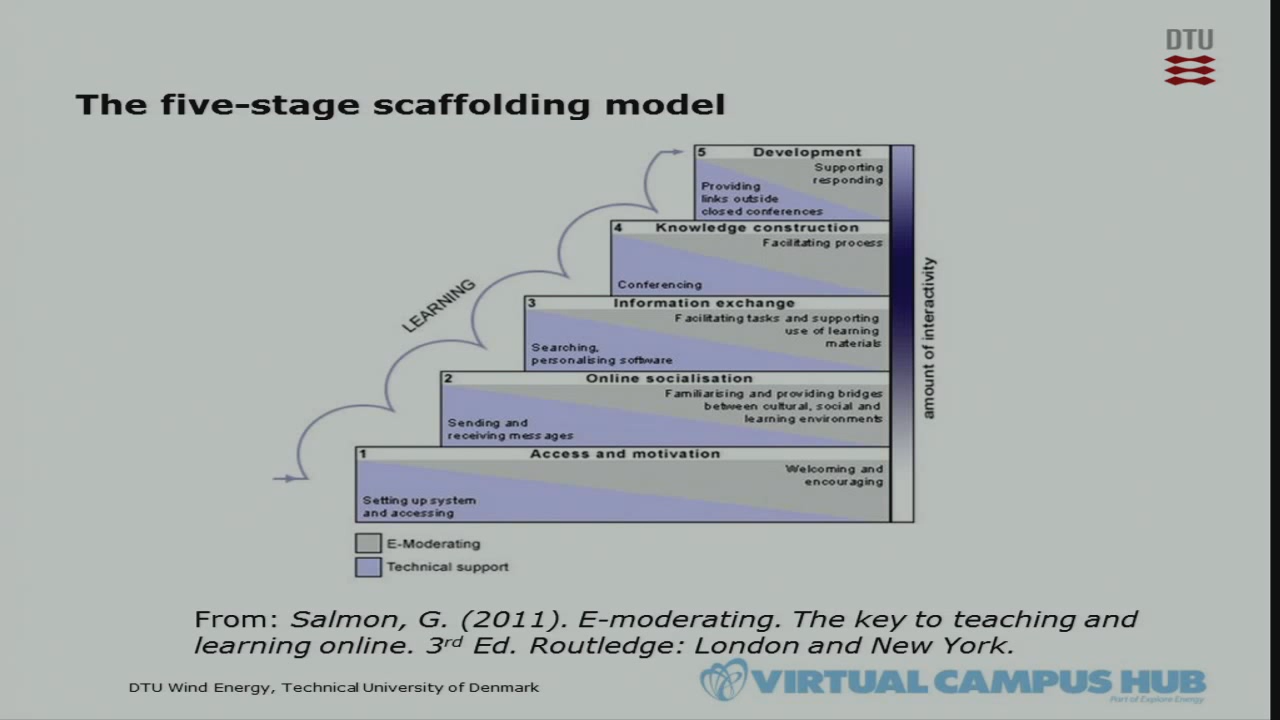 DTU
The five-stage scaffolding model
5 Development
Supporting
responding
Providing
links outside
closed conferences
4 Knowledge construction
Facilitating process
Conferencing
3 Information exchange
Facilitating tasks and supporting
use of learning
materials
Searching,
personalising software
2 Online socialisation
Familiarising and providing bridges
between cultural, social and
learning environments
Sending and
receiving messages
1 Access and motivation
Welcoming and
encouraging
Setting up system
and accessing
LEARNING
amount of interactivity
E-Moderating
Technical support
From: Salmon, G. (2011). E-moderating. The key to teaching and
learning online. 3rd Ed. Routledge: London and New York.
DTU Wind Energy, Technical University of Denmark
VIRTUAL CAMPUS HUB
Part of Explore Energy